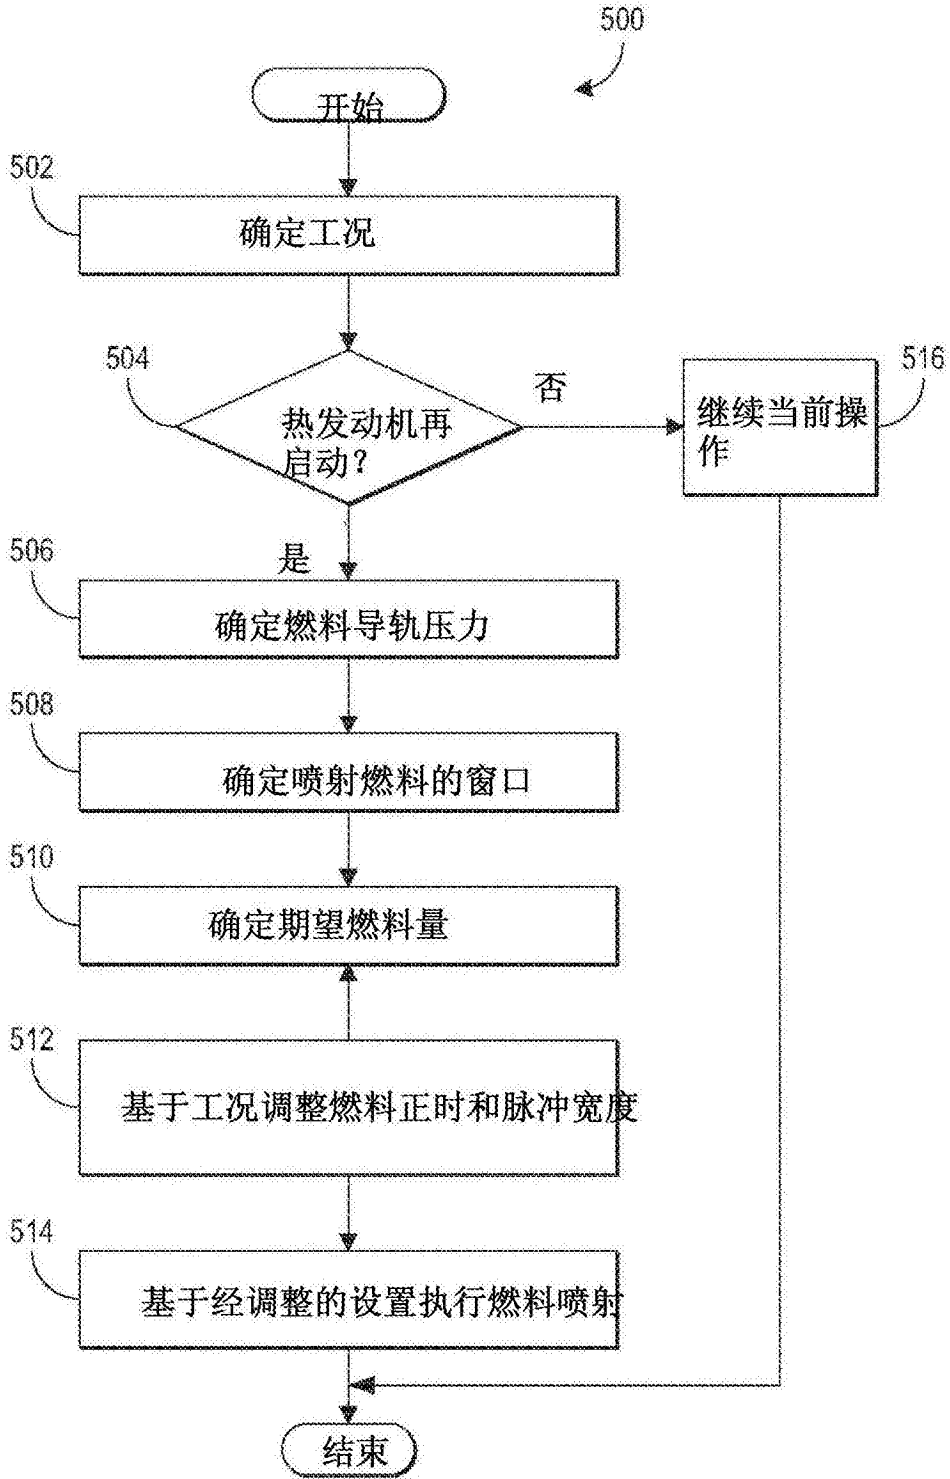 500
开始
502
确定工况
504
热发动机再
启动？
否
继续当前操
作
516
是
506
确定燃料导轨压力
508
确定喷射燃料的窗口
510
确定期望燃料量
512
基于工况调整燃料正时和脉冲宽度
514
基于经调整的设置执行燃料喷射
结束